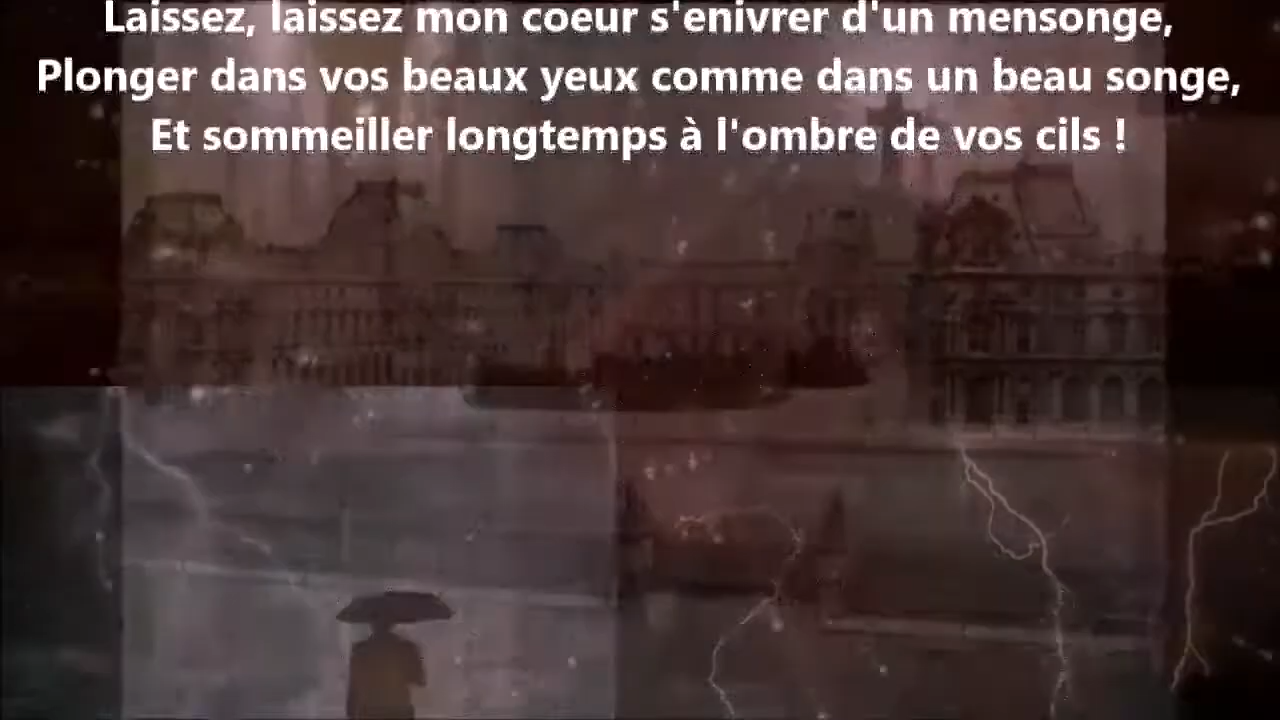 Laissez, laissez mon coeur s'enivrer d'un mensonge,
Plonger dans vos beaux yeux comme dans un beau songe,
Et sommeiller longtemps à l'ombre de vos cils !